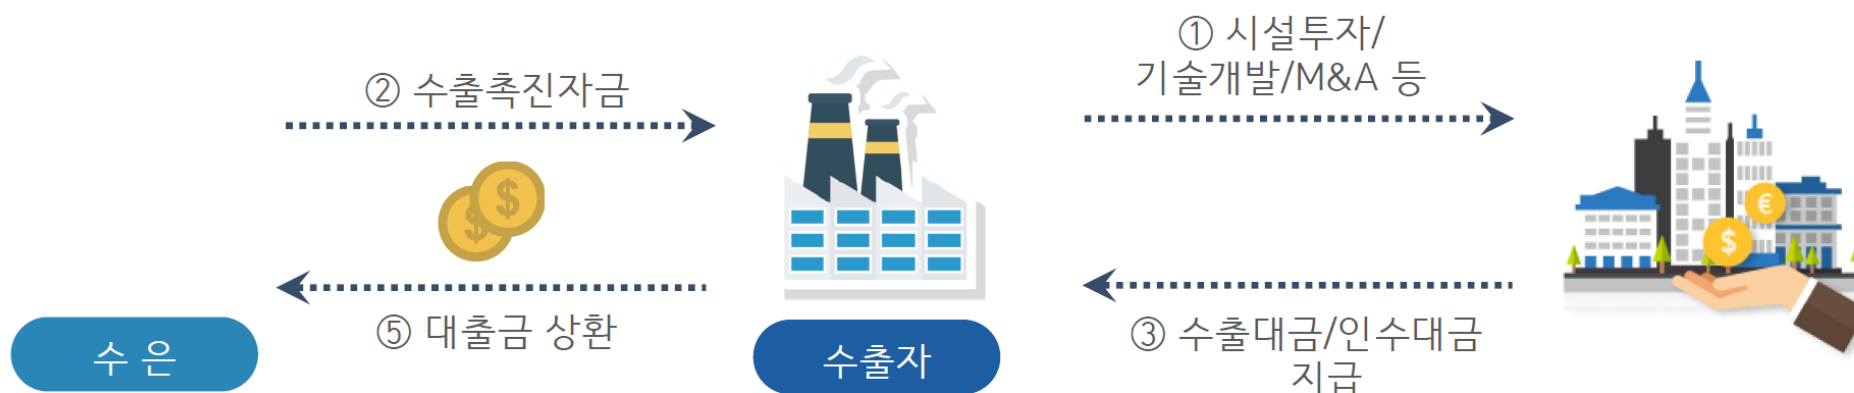 ② 수출촉진자금
① 시설투자/
기술개발/M&A 등
⑤ 대출금 상환
③ 수출대금/인수대금
지급
수 은
수출자